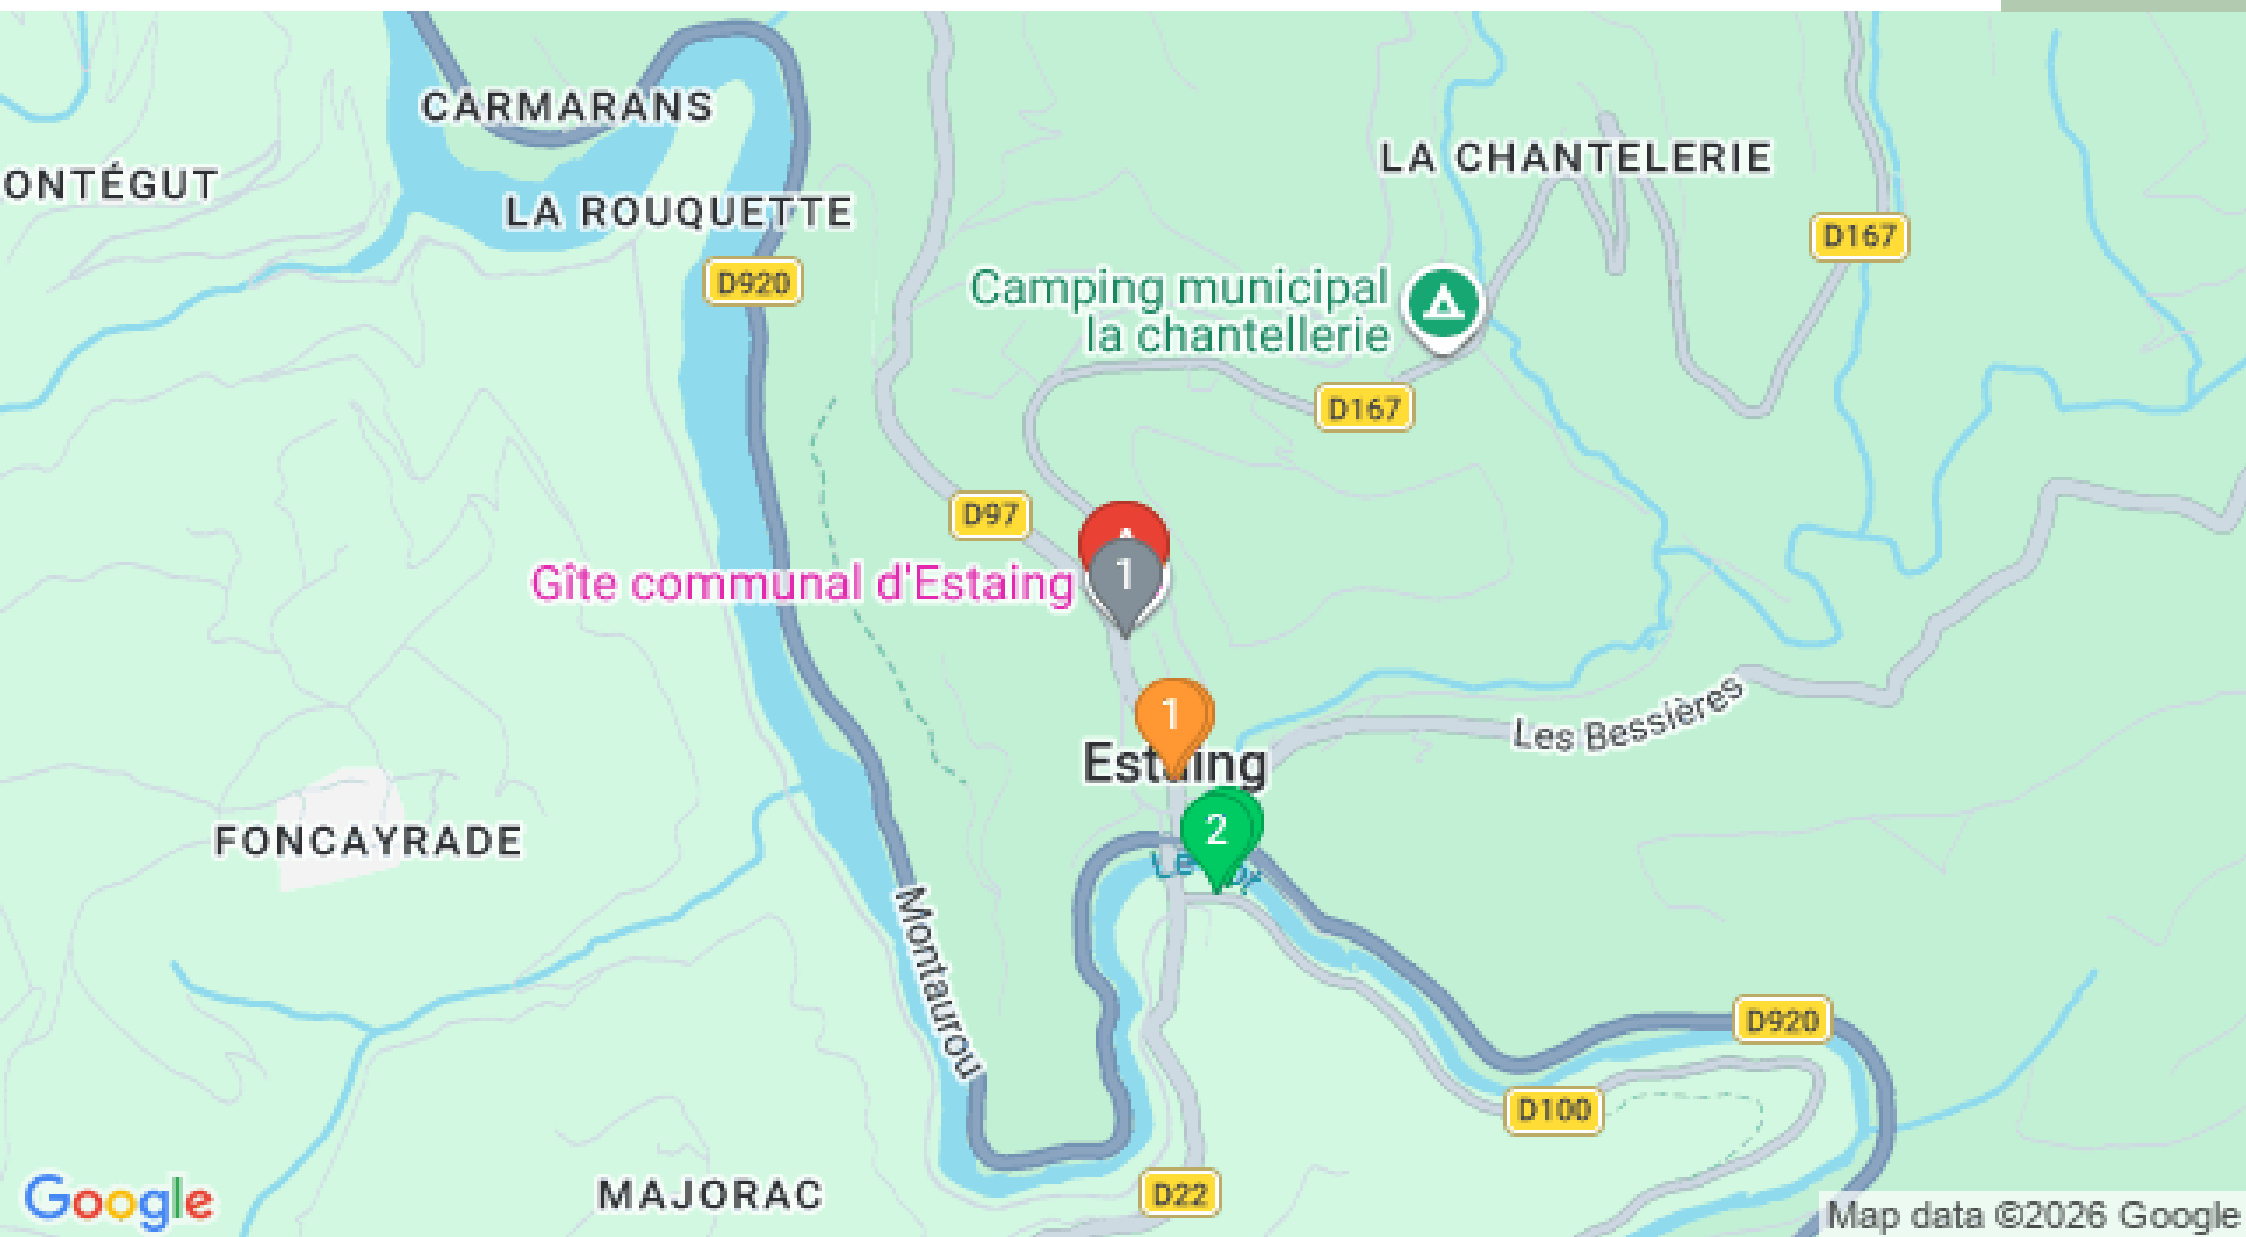 CARMARANS
ONTÉGUT
LA ROUQUETTE
LA CHANTELERIE
D167
D920
Camping municipal
la chantellerie
D167
D97
Gîte communal d'Estaing
1
1
Estaing
Les Bessières
2
FONCAYRADE
Montaurou
D920
D100
MAJORAC
D22
Google
Map data ©2026 Google